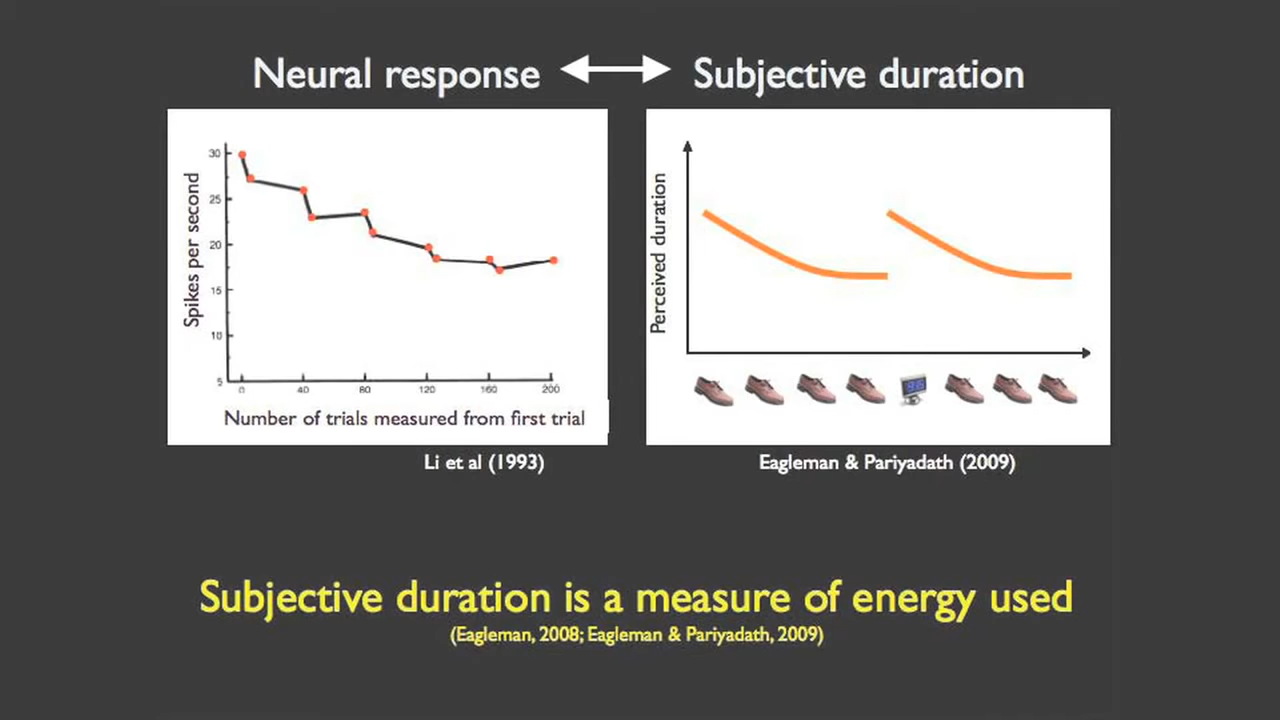 Neural response
Subjective duration
Spikes per second
30
25
20
15
10
5
0
40
80
120
160
200
Number of trials measured from first trial
Perceived duration
Li et al (1993)
Eagleman & Pariyadath (2009)
Subjective duration is a measure of energy used
(Eagleman, 2008; Eagleman & Pariyadath, 2009)